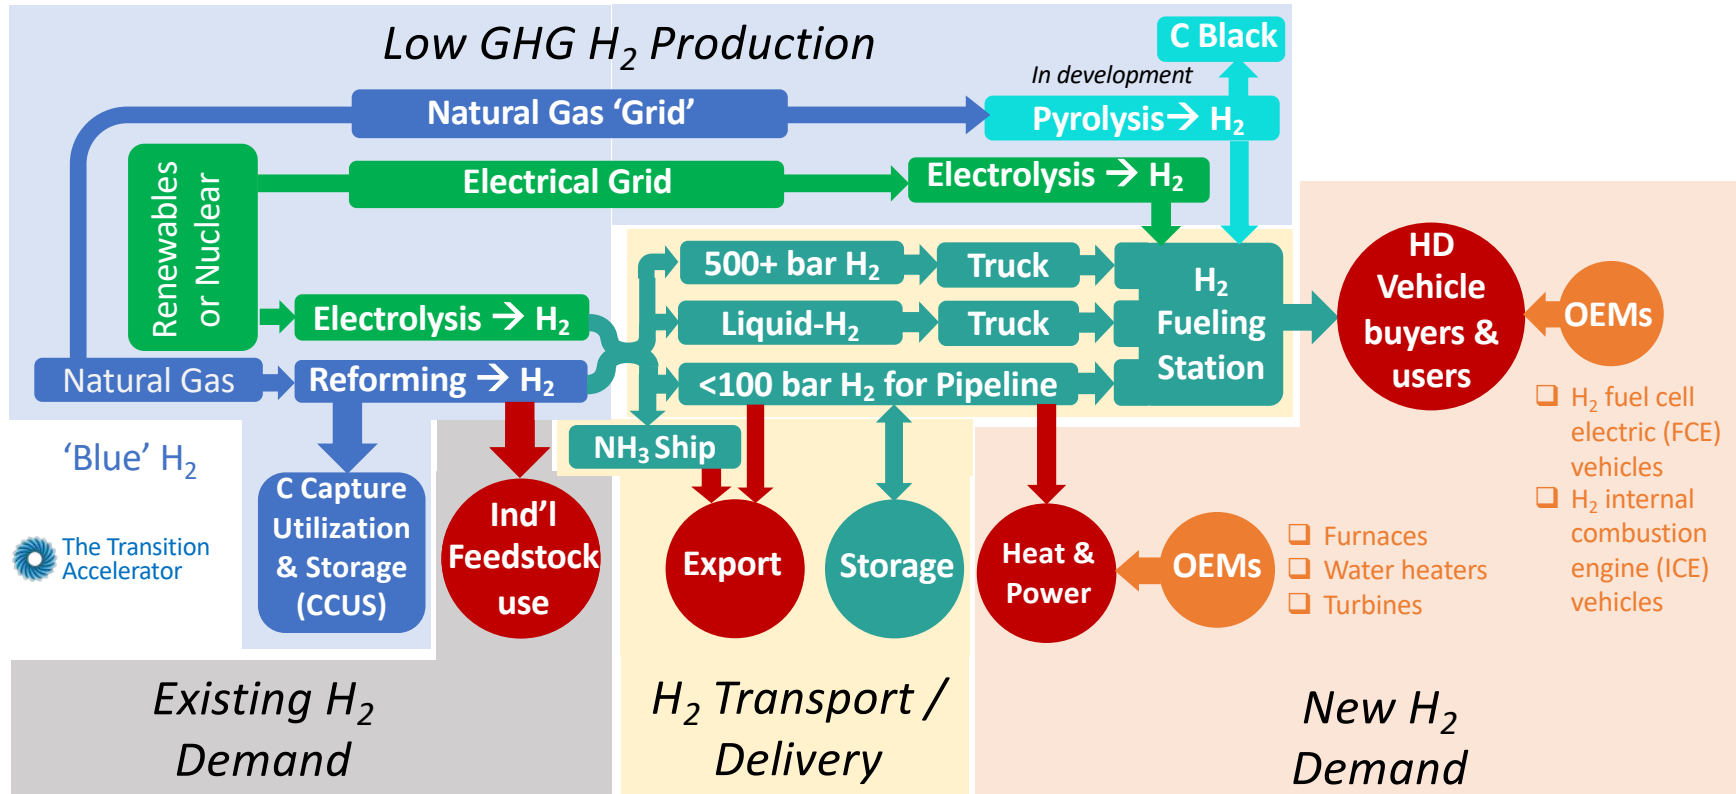 Low GHG H₂ Production
C Black
In development
Natural Gas ‘Grid’
Pyrolysis → H₂
Renewables
or Nuclear
Electrical Grid
Electrolysis → H₂
500+ bar H₂
Truck
Electrolysis → H₂
Liquid-H₂
Truck
Natural Gas
Reforming → H₂
<100 bar H₂ for Pipeline
H₂
Fueling
Station
HD
Vehicle
buyers &
users
OEMs
❑ H₂ fuel cell
electric (FCE)
vehicles
❑ H₂ internal
combustion
engine (ICE)
vehicles
‘Blue’ H₂
NH₃ Ship
The Transition
Accelerator
C Capture
Utilization
& Storage
(CCUS)
Ind’l
Feedstock
use
Export
Storage
Heat &
Power
OEMs
❑ Furnaces
❑ Water heaters
❑ Turbines
Existing H₂
Demand
H₂ Transport /
Delivery
New H₂
Demand